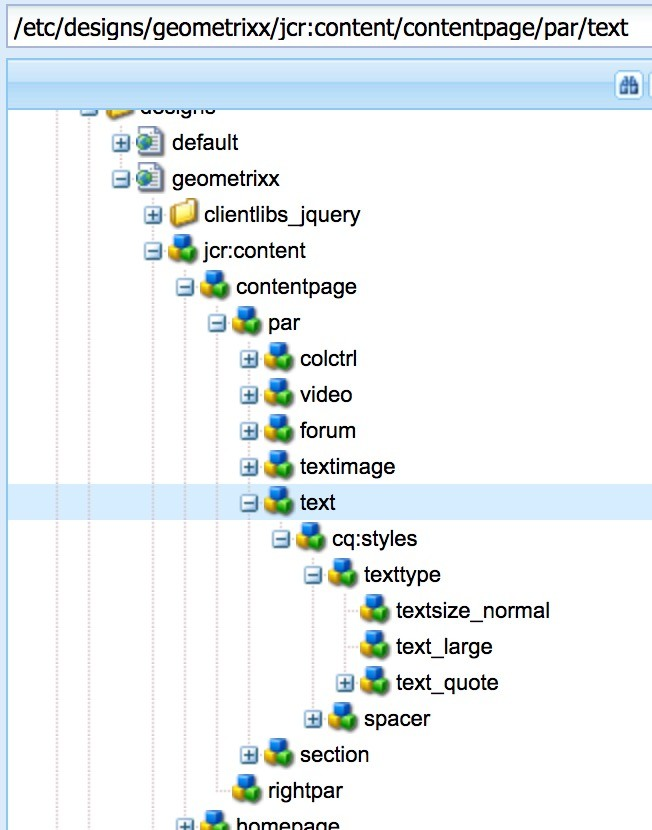 /etc/designs/geometrixx/jcr:content/contentpage/par/text
designs
default
geometrixx
clientlibs_jquery
jcr:content
contentpage
par
colctrl
video
forum
textimage
text
cq:styles
texttype
textsize_normal
text_large
text_quote
spacer
section
rightpar
homepage